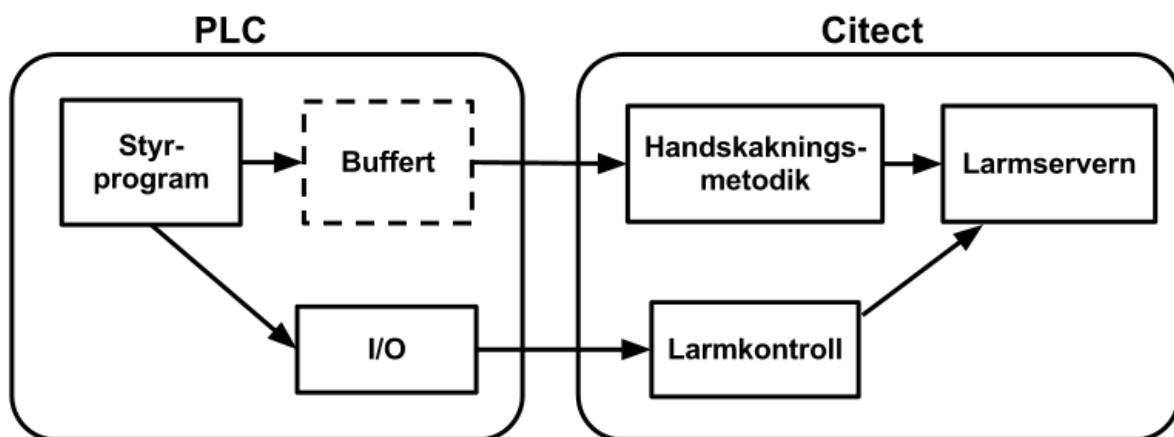 PLC
Citect
Styr-
program
Buffert
Handskaknings-
metodik
Larmservern
I/O
Larmkontroll